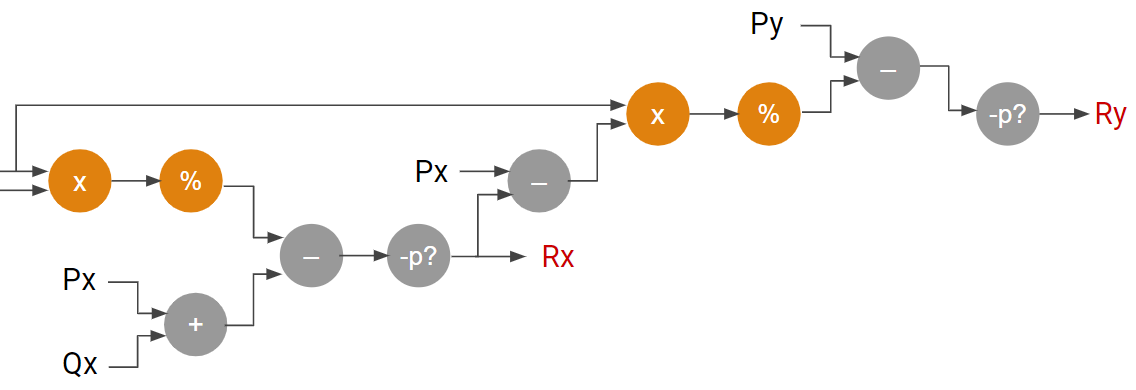 Py
–
-p?
Ry
x
%
x
%
Px
–
–
-p?
Rx
Px
+
Qx